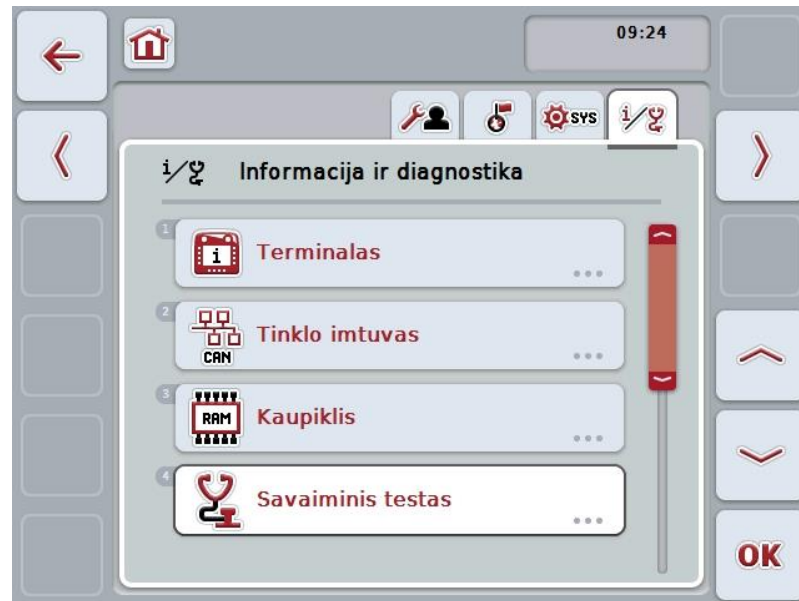 09:24
SYS
i
Informacija ir diagnostika
1
Terminalas
2
CAN
Tinklo imtuvas
3
RAM
Kaupiklis
4
Savaiminis testas
OK